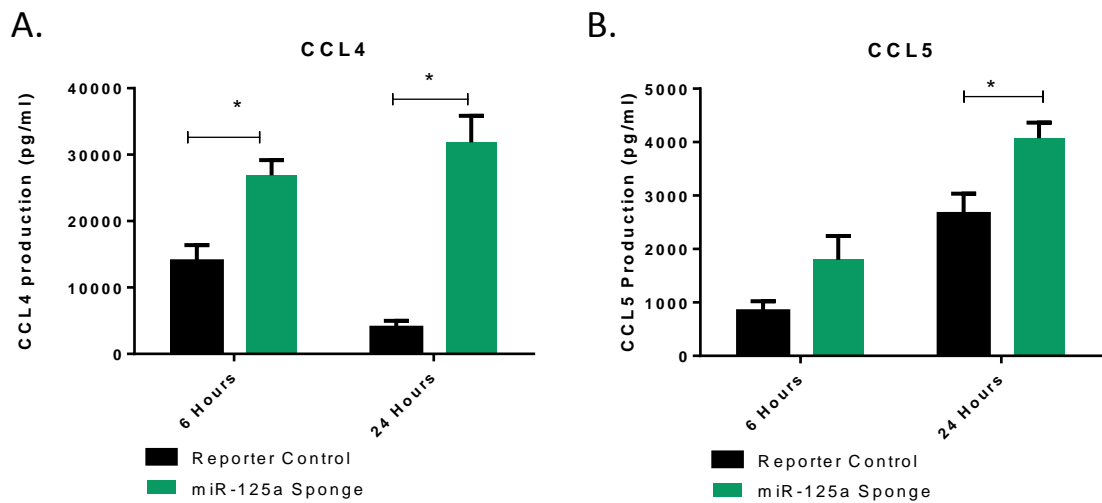 A.
CCL4
CCL4 production (pg/ml)
40000
30000
20000
10000
0
*
*
6 Hours
24 Hours
Reporter Control
miR-125a Sponge
B.
CCL5
CCL5 Production (pg/ml)
5000
4000
3000
2000
1000
0
*
6 Hours
24 Hours
Reporter Control
miR-125a Sponge